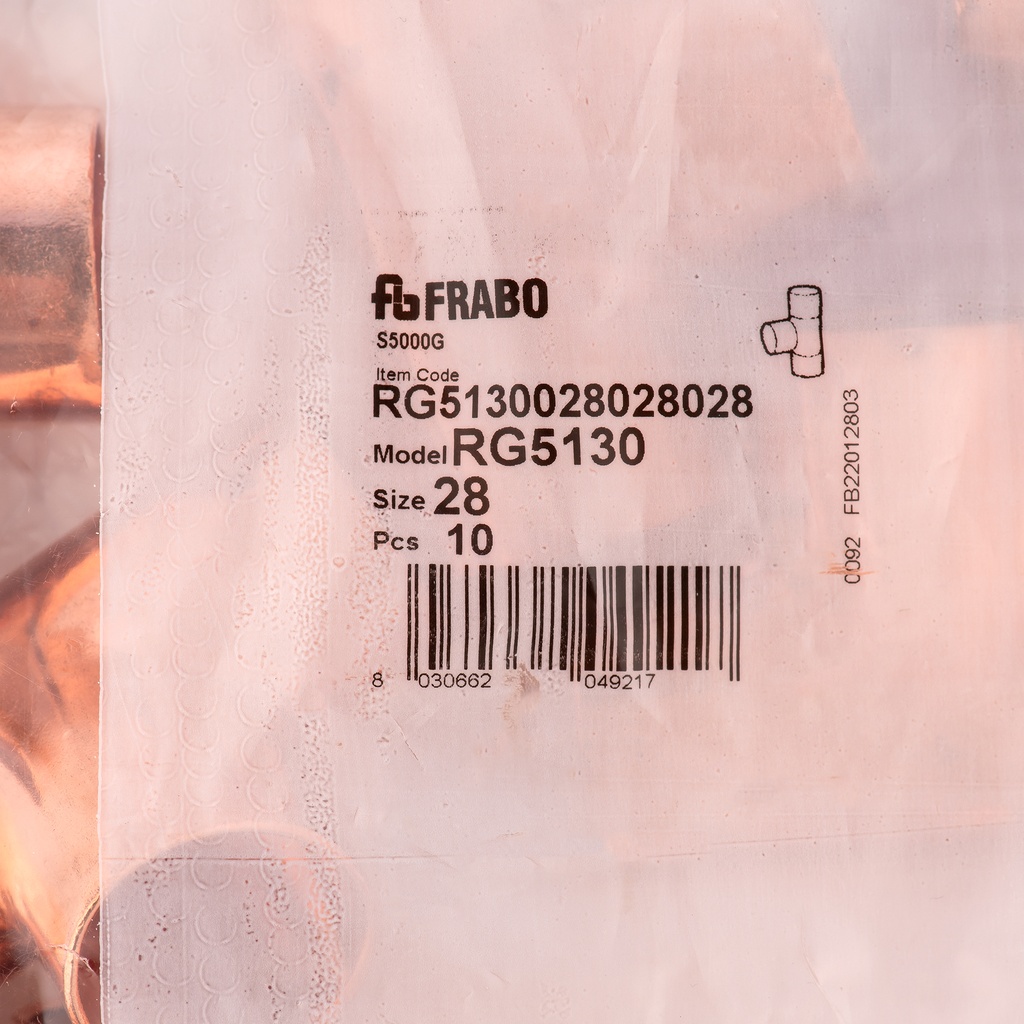 fb FRABO
S5000G
Item Code
RG5130028028028
Model RG5130
Size 28
Pcs 10
8 030662 049217
0092 FB22012803